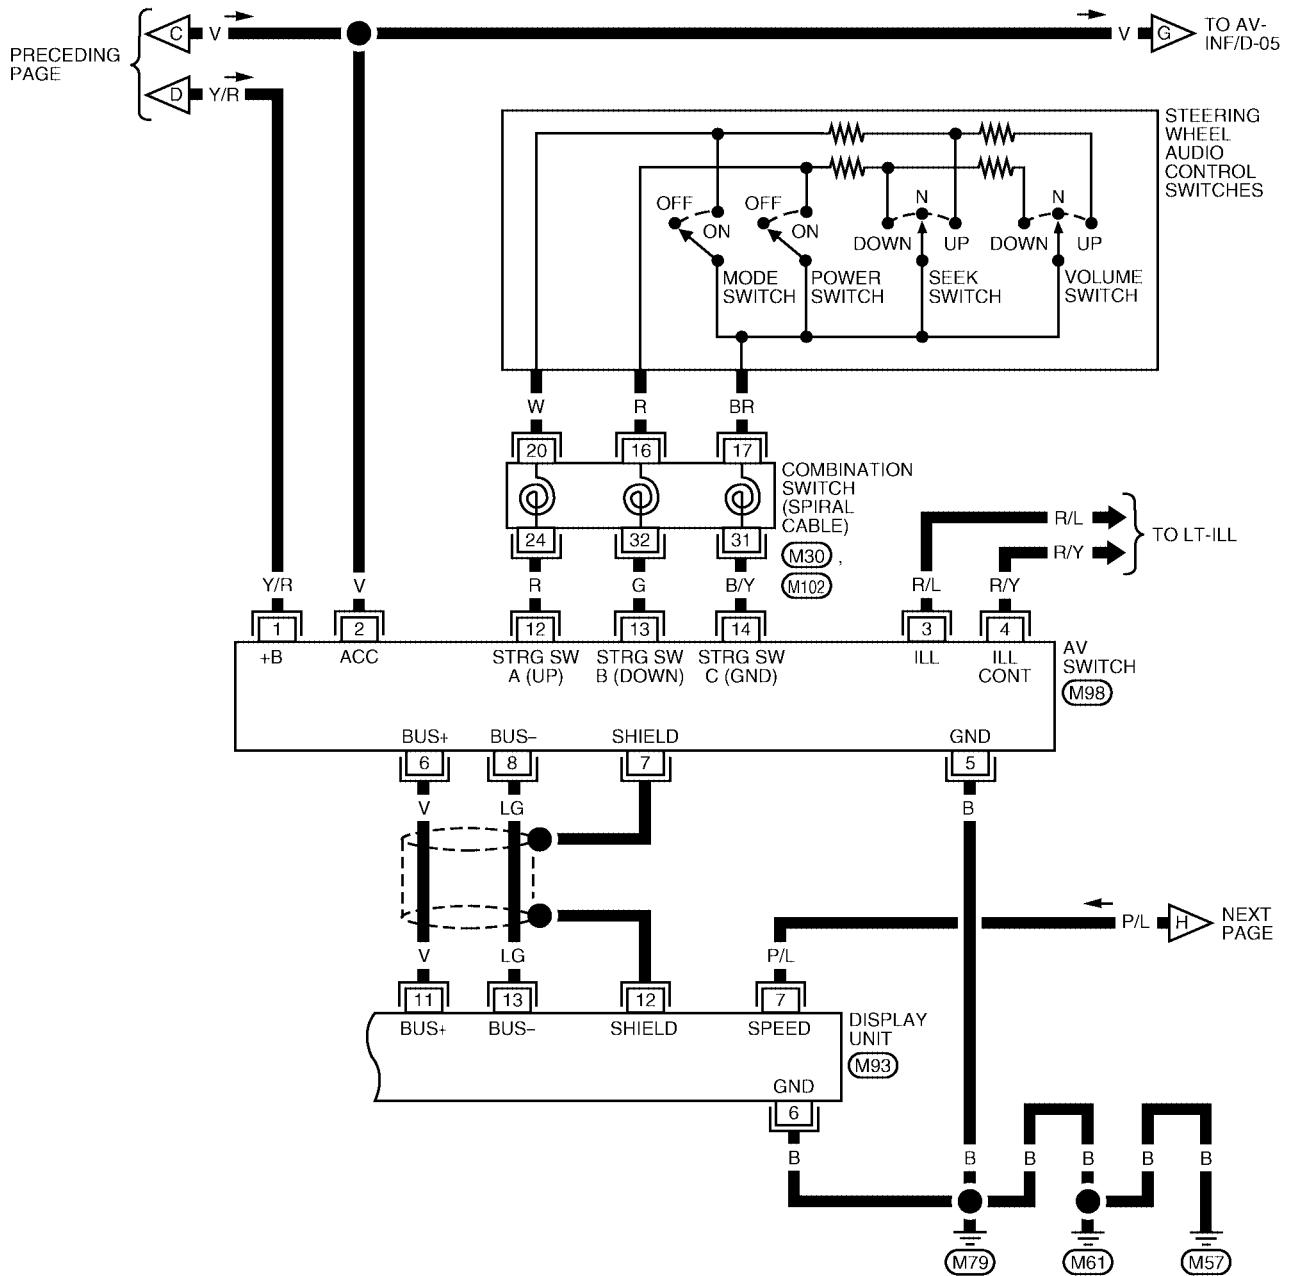 PRECEDING
PAGE
C
V
V
G
TO AV-
INF/D-05
D
Y/R
STEERING
WHEEL
AUDIO
CONTROL
SWITCHES
OFF
ON
OFF
ON
N
DOWN
UP
N
DOWN
UP
MODE
SWITCH
POWER
SWITCH
SEEK
SWITCH
VOLUME
SWITCH
W
R
BR
20
16
17
COMBINATION
SWITCH
(SPIRAL
CABLE)
M30 ,
M102
24
32
31
R/L
R/Y
TO LT-ILL
Y/R
V
R
G
B/Y
R/L
R/Y
1
2
12
13
14
3
4
+B
ACC
STRG SW
A (UP)
STRG SW
B (DOWN)
STRG SW
C (GND)
ILL
ILL
CONT
AV
SWITCH
M98
BUS+
BUS–
SHIELD
GND
6
8
7
5
V
LG
B
P/L
H
NEXT
PAGE
V
LG
P/L
11
13
12
7
BUS+
BUS–
SHIELD
SPEED
DISPLAY
UNIT
M93
GND
6
B
B
B
B
B
B
M79
M61
M57